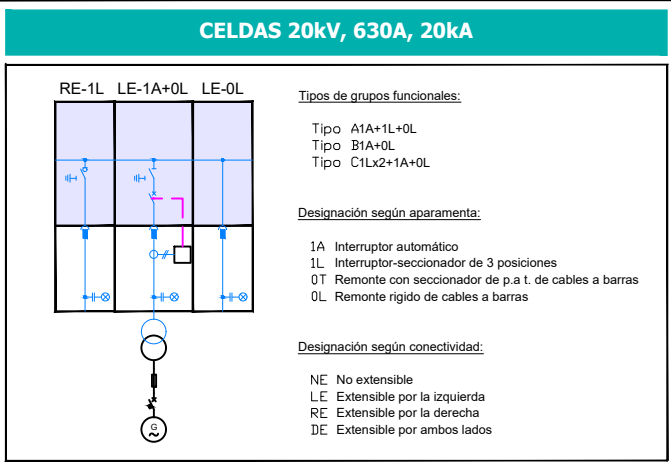 CELDAS 20kV, 630A, 20kA
RE-1L LE-1A+0L LE-0L
Tipos de grupos funcionales:
Tipo A1A+1L+0L
Tipo B1A+0L
Tipo C1Lx2+1A+0L
Designación según aparamenta:
1A Interruptor automático
1L Interruptor-seccionador de 3 posiciones
0T Remonte con seccionador de p.a t. de cables a barras
0L Remonte rigido de cables a barras
Designación según conectividad:
NE No extensible
LE Extensible por la izquierda
RE Extensible por la derecha
DE Extensible por ambos lados
G